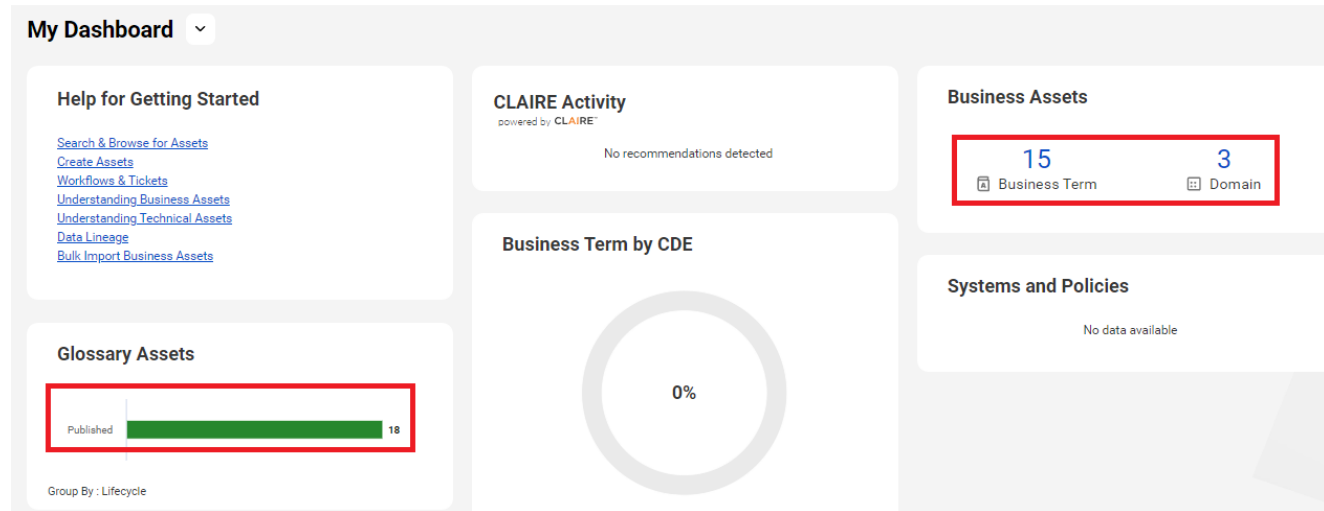 My Dashboard
Help for Getting Started
Search & Browse for Assets
Create Assets
Workflows & Tickets
Understanding Business Assets
Understanding Technical Assets
Data Lineage
Bulk Import Business Assets
Glossary Assets
Published 18
Group By : Lifecycle
CLAIRE Activity
powered by CLAIRE™
No recommendations detected
Business Term by CDE
0%
Business Assets
15 3
Business Term Domain
Systems and Policies
No data available